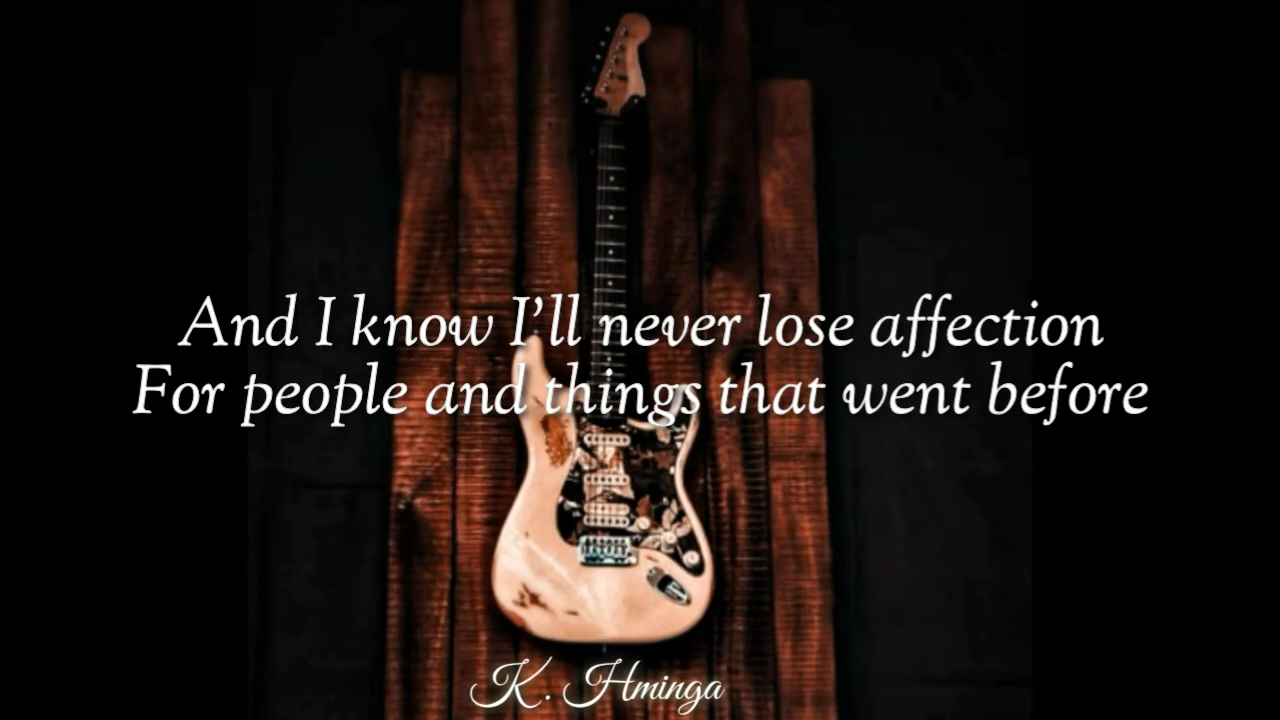 And I know I’ll never lose affection
For people and things that went before
K. Hminga